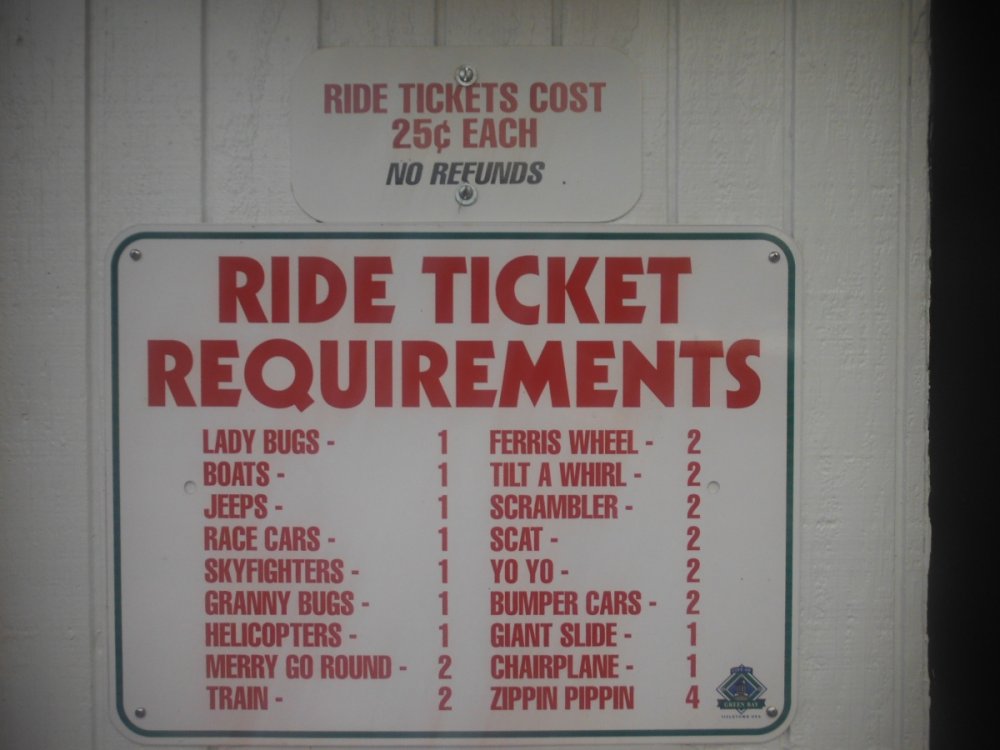 RIDE TICKETS COST
25¢ EACH
NO REFUNDS
RIDE TICKET
REQUIREMENTS
LADY BUGS - 1
BOATS - 1
JEEPS - 1
RACE CARS - 1
SKYFIGHTERS - 1
GRANNY BUGS - 1
HELICOPTERS - 1
MERRY GO ROUND - 2
TRAIN - 2
FERRIS WHEEL - 2
TILT A WHIRL - 2
SCRAMBLER - 2
SCAT - 2
YO YO - 2
BUMPER CARS - 2
GIANT SLIDE - 1
CHAIRPLANE - 1
ZIPPIN PIPPIN 4
GREEN BAY